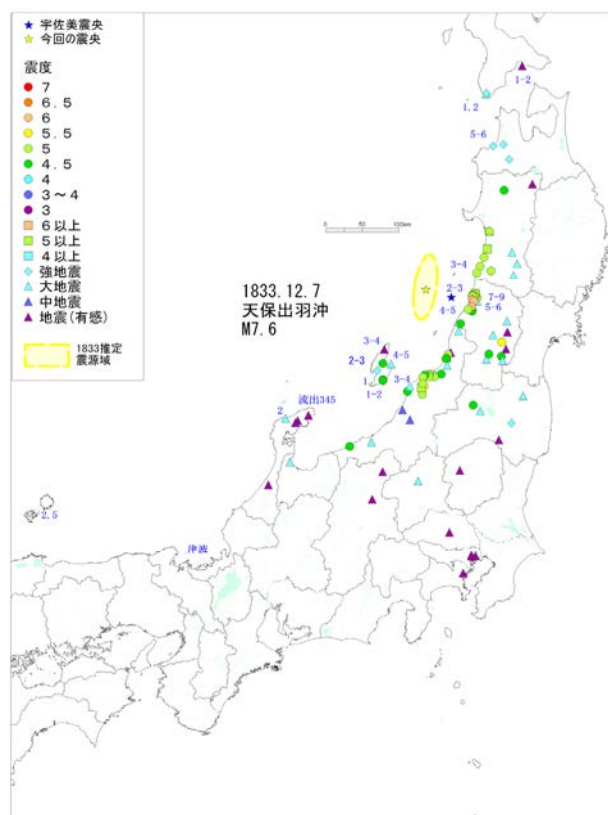 宇佐美震央
今回の震央
震度
7
6.5
6
5.5
5
4.5
4
3～4
3
6以上
5以上
4以上
強地震
大地震
中地震
地震(有感)
1833推定
震源域
1-2
1.2
5-6
0 50 100km
3-4
1833.12.7
天保出羽沖
M7.6
2-3
7-9
4-5
5-6
3-4
2-3
4-5
1
3-4
1-2
流出345
2
2.5
津波